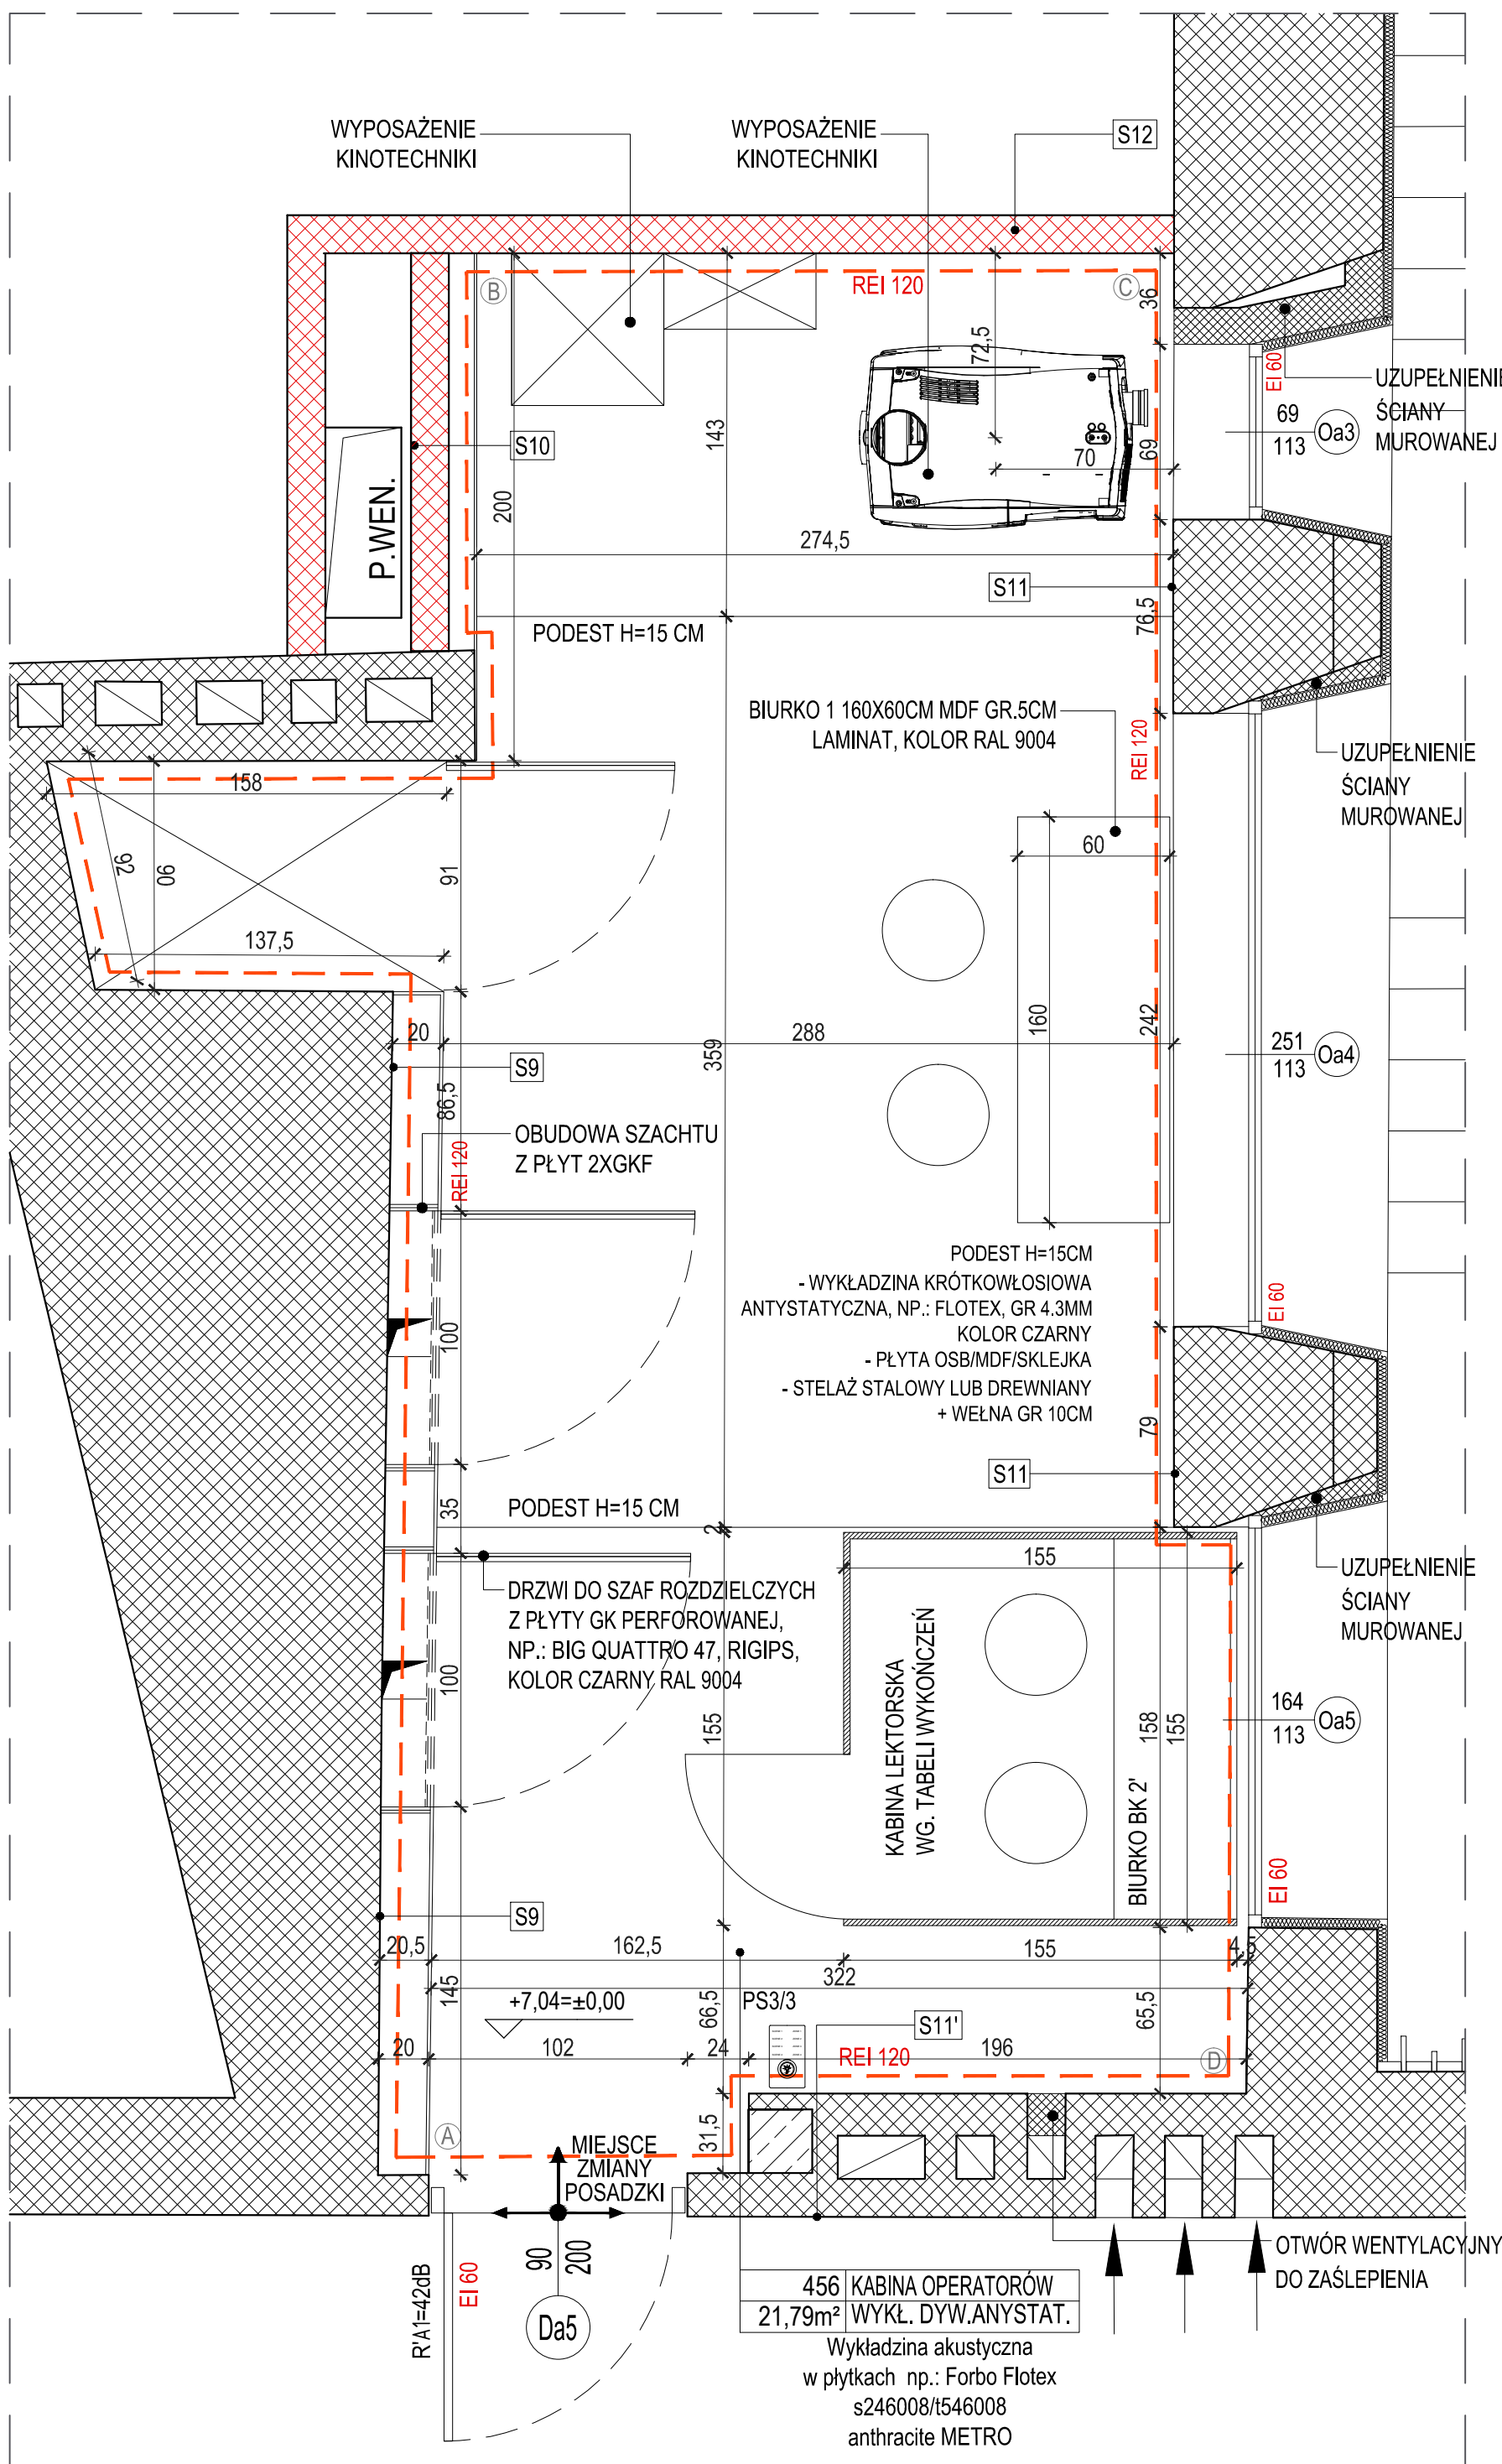 WYPOSAŻENIE
KINOTECHNIKI
WYPOSAŻENIE
KINOTECHNIKI
S12
B
REI 120
C
36
72,5
EI 60
UZUPEŁNIENIE
ŚCIANY
MUROWANEJ
69
113
Oa3
S10
143
70
69
200
P.WEN.
274,5
S11
76,5
PODEST H=15 CM
BIURKO 1 160X60CM MDF GR.5CM
LAMINAT, KOLOR RAL 9004
REI 120
UZUPEŁNIENIE
ŚCIANY
MUROWANEJ
158
92
90
91
60
137,5
160
242
20
288
359
251
113
Oa4
S9
86,5
OBUDOWA SZACHTU
Z PŁYT 2XGKF
REI 120
PODEST H=15CM
- WYKŁADZINA KRÓTKOWŁOSIOWA
ANTYSTATYCZNA, NP.: FLOTEX, GR 4.3MM
KOLOR CZARNY
- PŁYTA OSB/MDF/SKLEJKA
- STELAŻ STALOWY LUB DREWNIANY
+ WEŁNA GR 10CM
EI 60
100
79
S11
35
PODEST H=15 CM
2
155
UZUPEŁNIENIE
ŚCIANY
MUROWANEJ
DRZWI DO SZAF ROZDZIELCZYCH
Z PŁYTY GK PERFOROWANEJ,
NP.: BIG QUATTRO 47, RIGIPS,
KOLOR CZARNY RAL 9004
100
155
KABINA LEKTORSKA
WG. TABELI WYKOŃCZEŃ
BIURKO BK 2'
158
155
164
113
Oa5
EI 60
S9
20,5
162,5
155
4,5
322
145
+7,04=±0,00
66,5
PS3/3
S11'
65,5
20
102
24
REI 120
196
D
A
31,5
MIEJSCE
ZMIANY
POSADZKI
R'A1=42dB
EI 60
90
200
Da5
OTWÓR WENTYLACYJNY
DO ZAŚLEPIENIA
456 KABINA OPERATORÓW
21,79m² WYKŁ. DYW.ANYSTAT.
Wykładzina akustyczna
w płytkach np.: Forbo Flotex
s246008/t546008
anthracite METRO